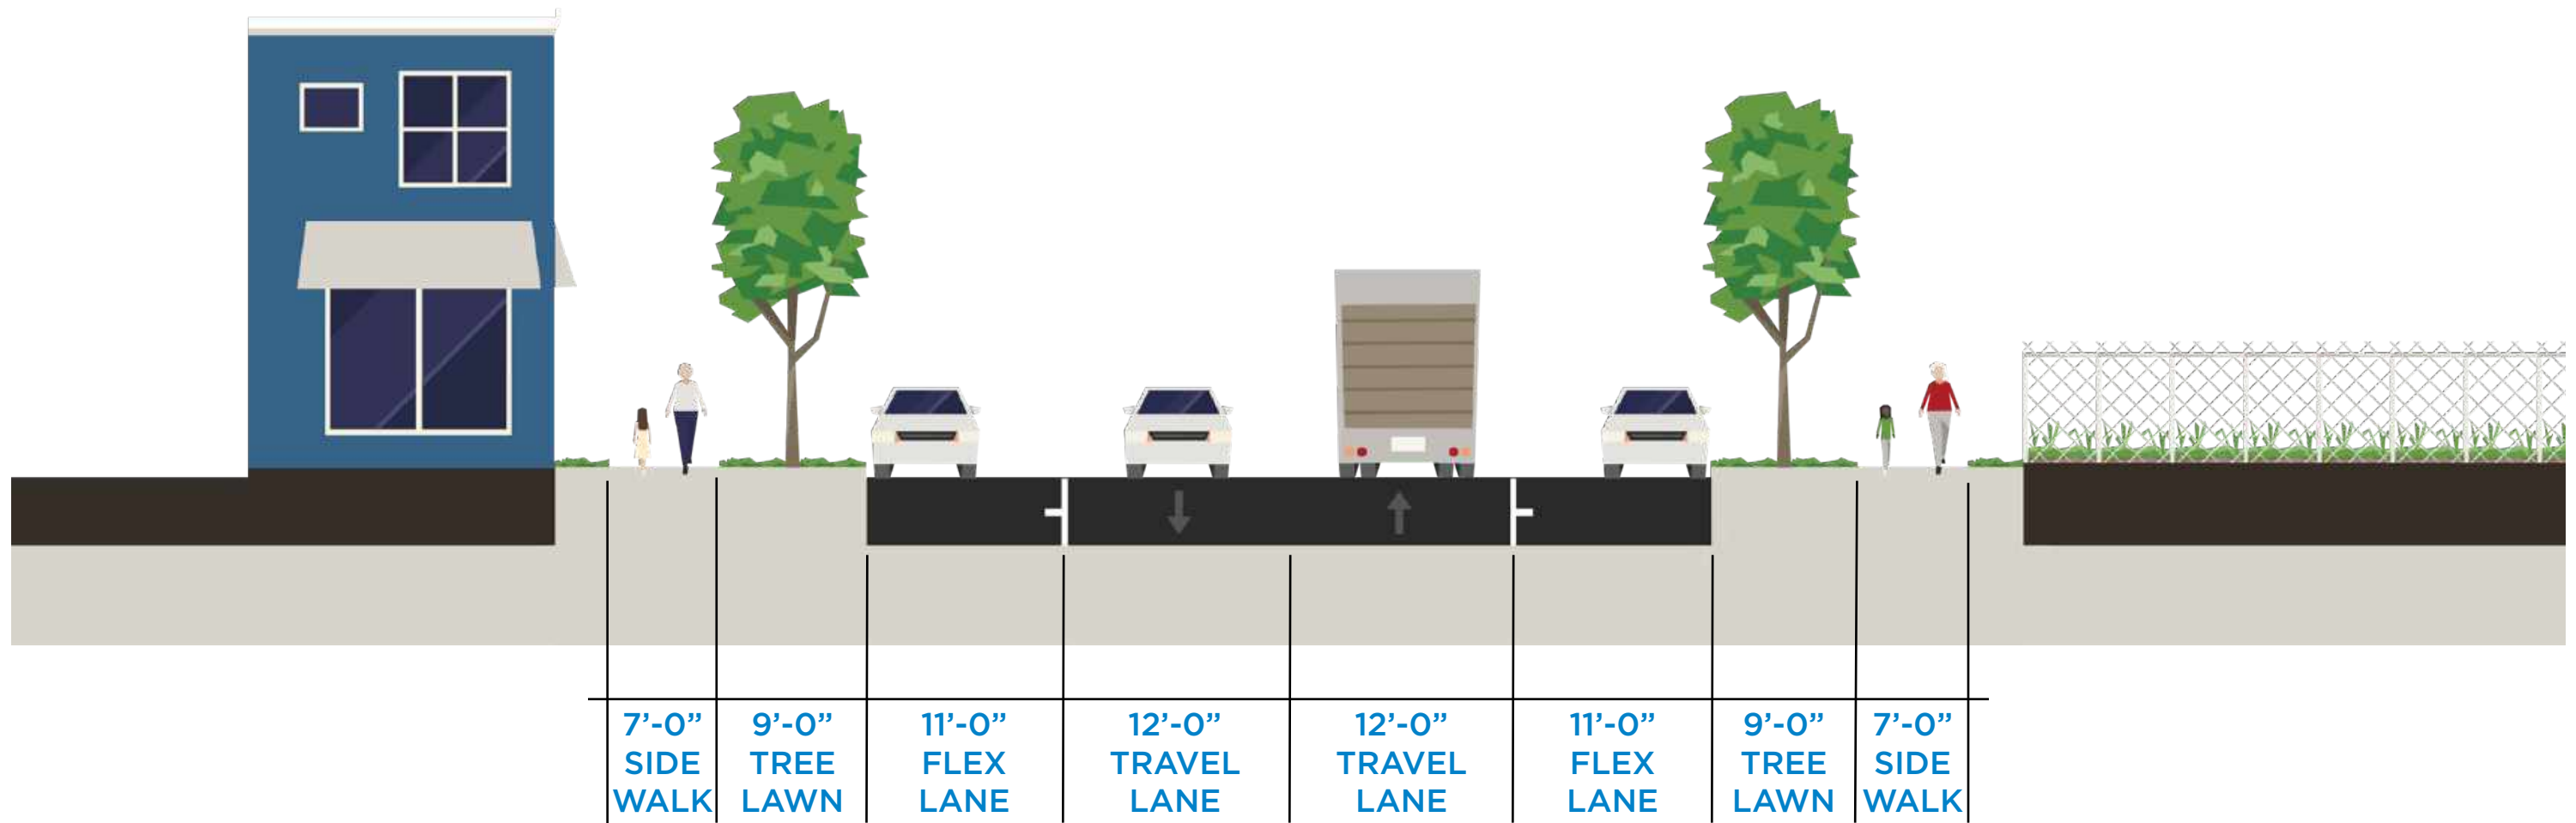 7’-0”
SIDE
WALK
9’-0”
TREE
LAWN
11’-0”
FLEX
LANE
12’-0”
TRAVEL
LANE
12’-0”
TRAVEL
LANE
11’-0”
FLEX
LANE
9’-0”
TREE
LAWN
7’-0”
SIDE
WALK